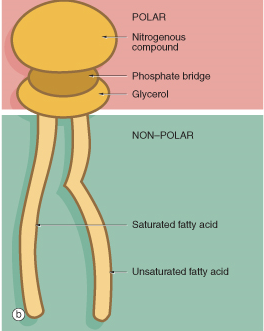 POLAR
Nitrogenous
compound
Phosphate bridge
Glycerol
NON–POLAR
Saturated fatty acid
Unsaturated fatty acid
b